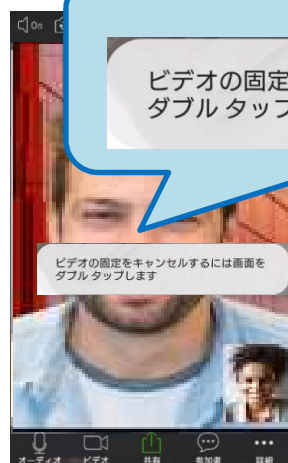 On
ビデオの固定
ダブル タップ
ビデオの固定をキャンセルするには画面を
ダブル タップします
オーディオ
ビデオ
共有
参加者
詳細